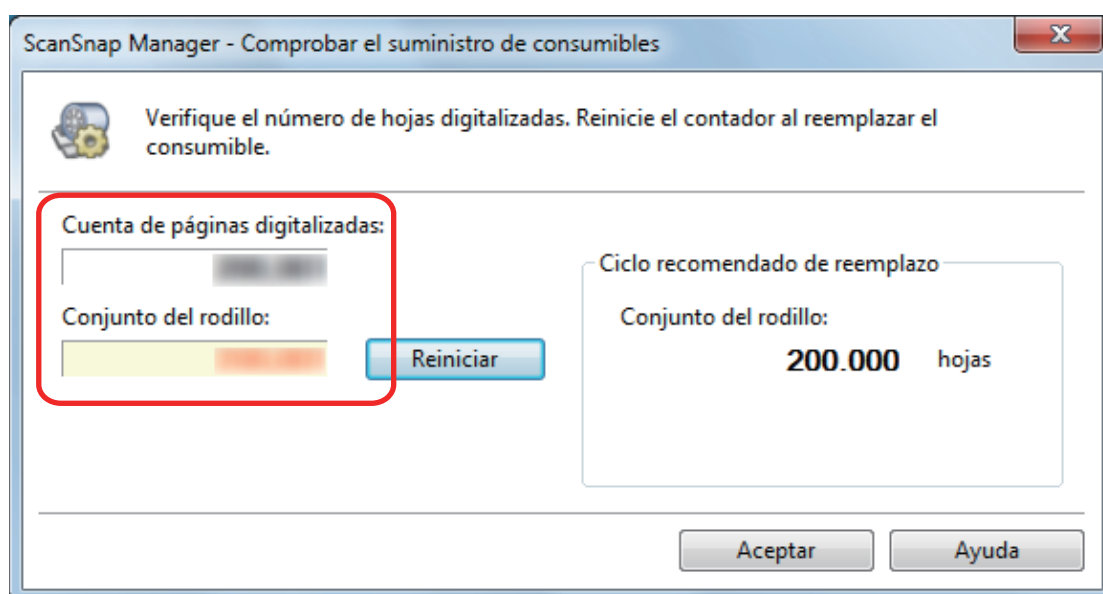 ScanSnap Manager - Comprobar el suministro de consumibles
Verifique el número de hojas digitalizadas. Reinicie el contador al reemplazar el
consumible.
Cuenta de páginas digitalizadas:
Conjunto del rodillo:
Reiniciar
Ciclo recomendado de reemplazo
Conjunto del rodillo:
200.000 hojas
Aceptar
Ayuda